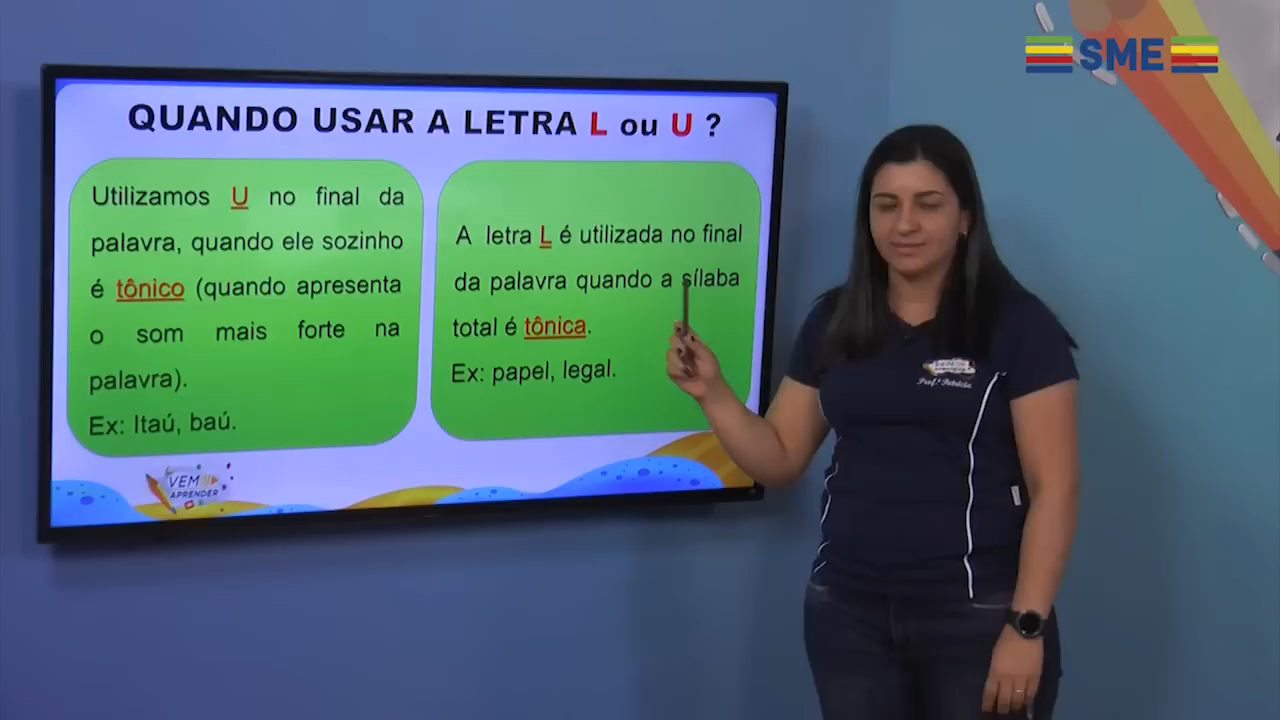 SME
QUANDO USAR A LETRA L ou U ?
Utilizamos U no final da
palavra, quando ele sozinho
é tônico (quando apresenta
o som mais forte na
palavra).
Ex: Itaú, baú.
A letra L é utilizada no final
da palavra quando a sílaba
total é tônica.
Ex: papel, legal.
VEM
APRENDER
Prof.ª Patrícia